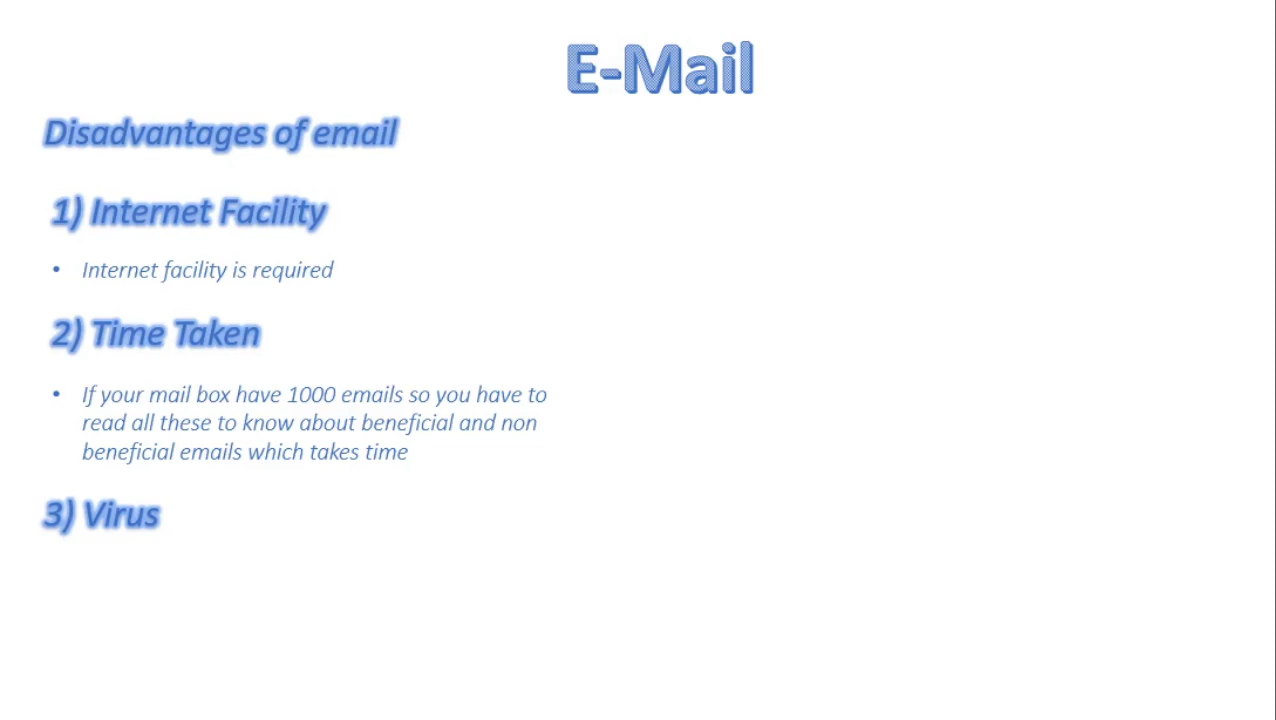 E-Mail
Disadvantages of email
1) Internet Facility
• Internet facility is required
2) Time Taken
• If your mail box have 1000 emails so you have to
read all these to know about beneficial and non
beneficial emails which takes time
3) Virus